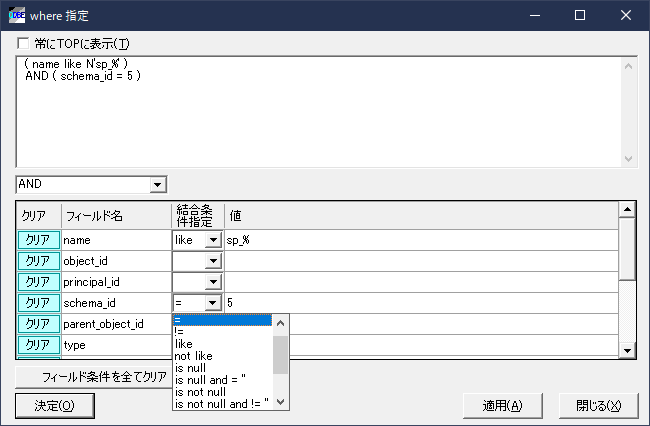 where 指定
常にTOPに表示(T)
( name like N'sp_%' )
AND ( schema_id = 5 )
AND
クリア フィールド名 結合条件指定 値
クリア name like sp_%
クリア object_id
クリア principal_id
クリア schema_id = 5
クリア parent_object_id
クリア type
=
!=
like
not like
is null
is null and = ''
is not null
is not null and != ''
フィールド条件を全てクリア
決定(O) 適用(A) 閉じる(X)